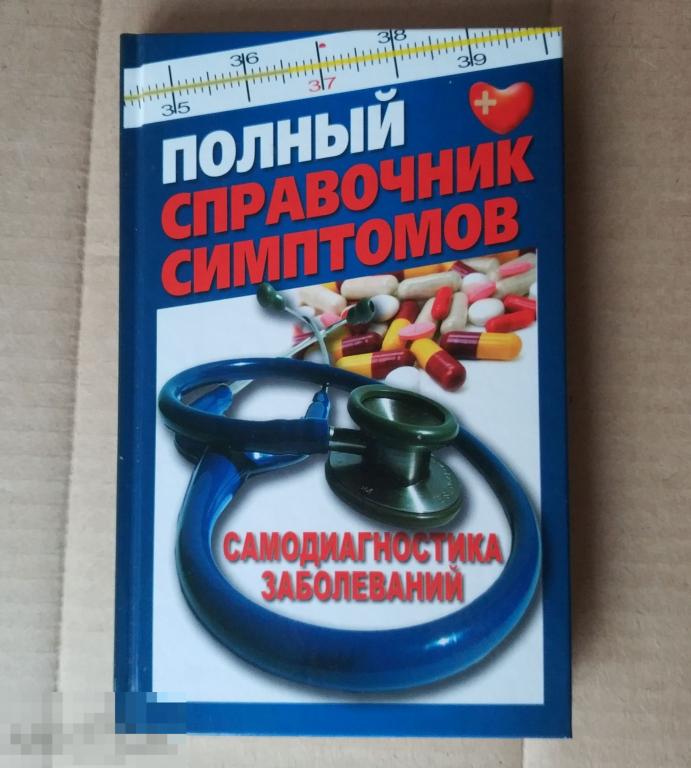 35 36 37 38 39
ПОЛНЫЙ
СПРАВОЧНИК
СИМПТОМОВ
САМОДИАГНОСТИКА
ЗАБОЛЕВАНИЙ